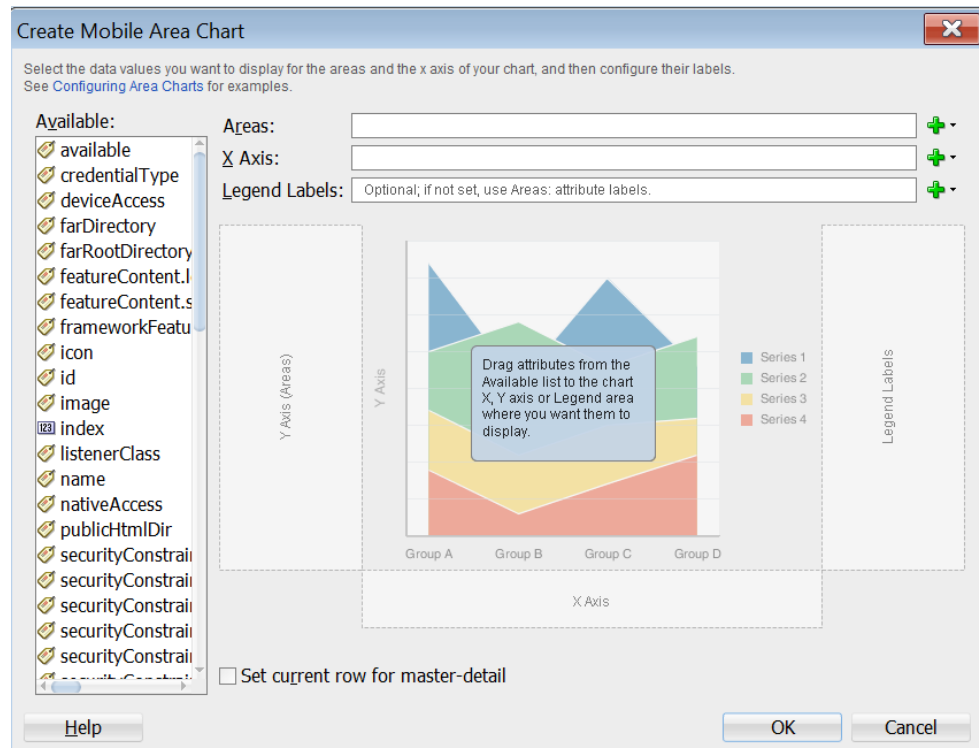 Create Mobile Area Chart
Select the data values you want to display for the areas and the x axis of your chart, and then configure their labels.
See Configuring Area Charts for examples.
Available:
available
credentialType
deviceAccess
farDirectory
farRootDirectory
featureContent.l
featureContent.s
frameworkFeatu
icon
id
image
123 index
listenerClass
name
nativeAccess
publicHtmlDir
securityConstrai
securityConstrai
securityConstrai
securityConstrai
securityConstrai
Areas:
X Axis:
Legend Labels: Optional; if not set, use Areas: attribute labels.
Y Axis (Areas)
Y Axis
Drag attributes from the
Available list to the chart
X, Y axis or Legend area
where you want them to
display.
Series 1
Series 2
Series 3
Series 4
Legend Labels
Group A Group B Group C Group D
X Axis
Set current row for master-detail
Help OK Cancel